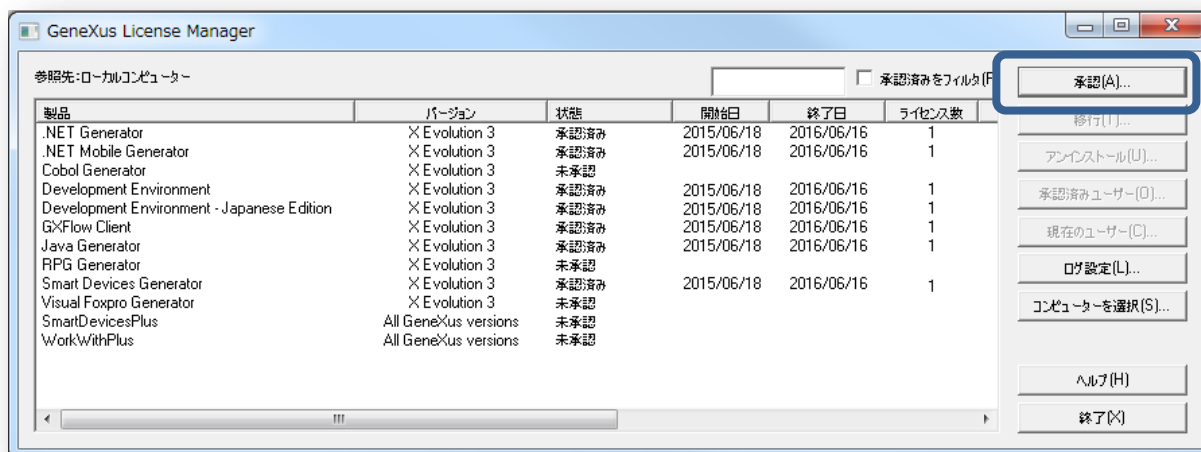 GeneXus License Manager
参照先:ローカルコンピューター
承認済みをフィルタ(F
承認(A)...
製品 バージョン 状態 開始日 終了日 ライセンス数
.NET Generator X Evolution 3 承認済み 2015/06/18 2016/06/16 1
移行(T)...
.NET Mobile Generator X Evolution 3 承認済み 2015/06/18 2016/06/16 1
Cobol Generator X Evolution 3 未承認
アンインストール(U)...
Development Environment X Evolution 3 承認済み 2015/06/18 2016/06/16 1
承認済みユーザー(O)...
Development Environment - Japanese Edition X Evolution 3 承認済み 2015/06/18 2016/06/16 1
GXFlow Client X Evolution 3 承認済み 2015/06/18 2016/06/16 1
現在のユーザー(C)...
Java Generator X Evolution 3 承認済み 2015/06/18 2016/06/16 1
RPG Generator X Evolution 3 未承認
ログ設定(L)...
Smart Devices Generator X Evolution 3 承認済み 2015/06/18 2016/06/16 1
Visual Foxpro Generator X Evolution 3 未承認
コンピューターを選択(S)...
SmartDevicesPlus All GeneXus versions 未承認
WorkWithPlus All GeneXus versions 未承認
ヘルプ(H)
終了(X)